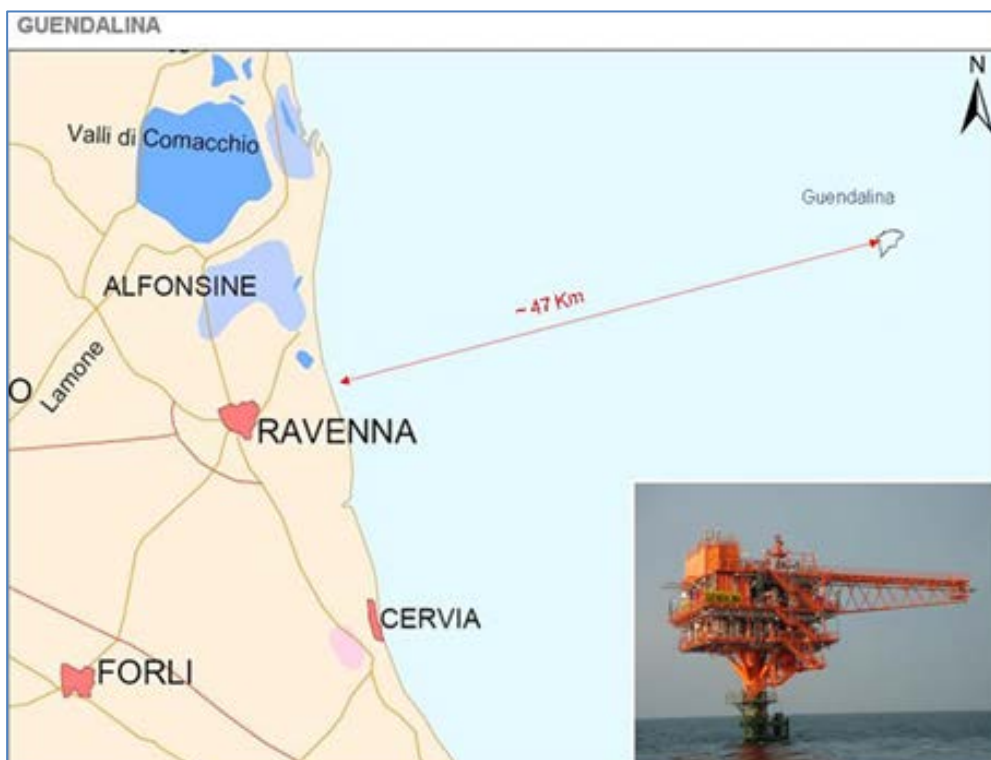 GUENDALINA
N
Valli di Comacchio
Guendalina
ALFONSINE
~ 47 Km
Lamone
O
RAVENNA
CERVIA
FORLI